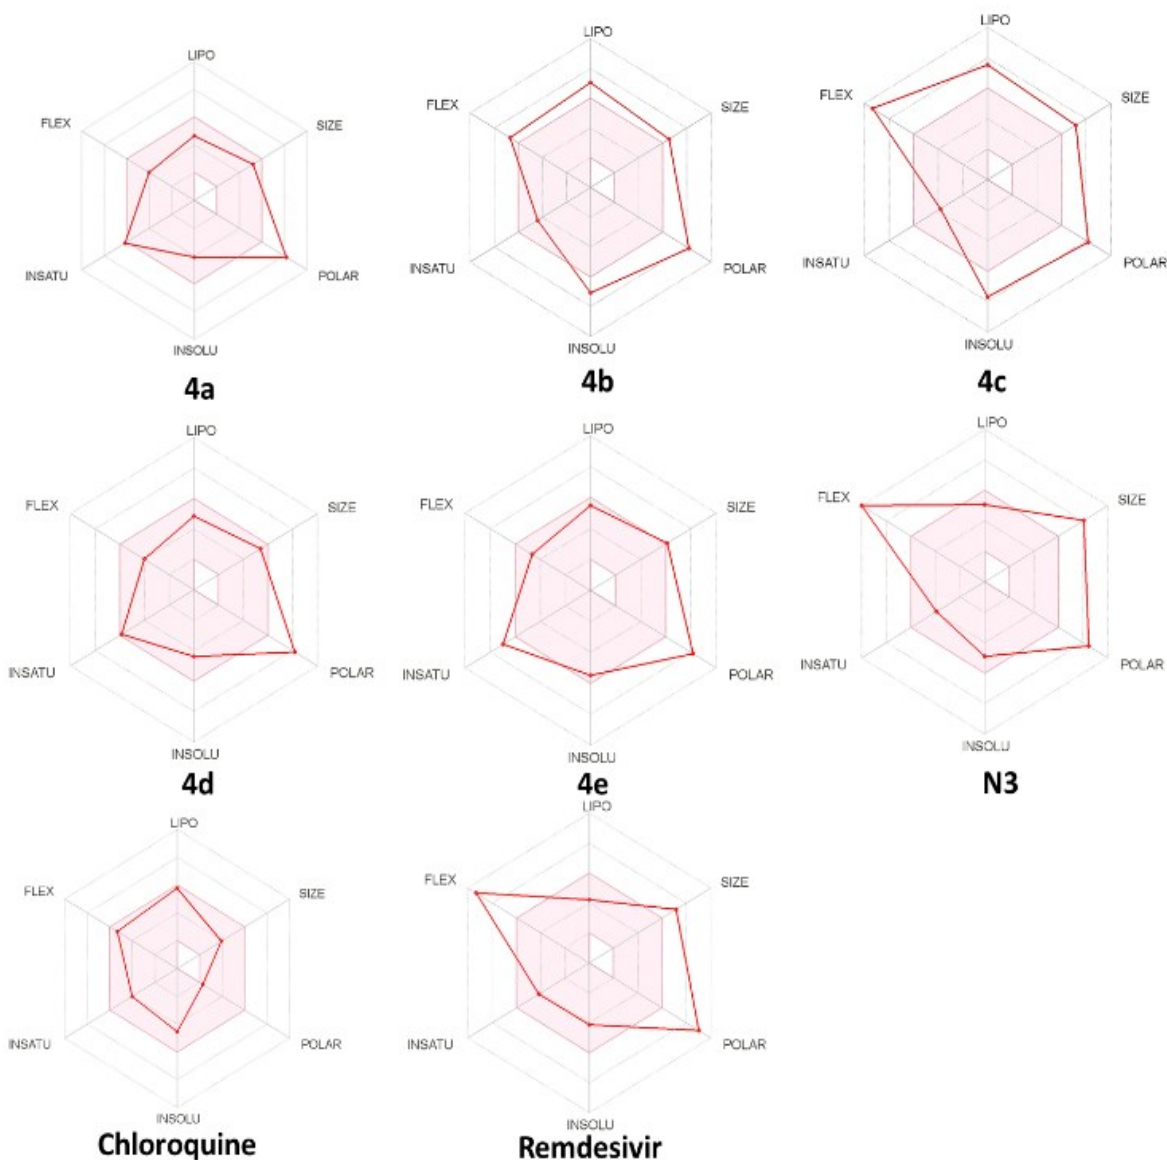 LIPO
FLEX
SIZE
INSATU
POLAR
INSOLU
4a
LIPO
FLEX
SIZE
INSATU
POLAR
INSOLU
4b
LIPO
FLEX
SIZE
INSATU
POLAR
INSOLU
4c
LIPO
FLEX
SIZE
INSATU
POLAR
INSOLU
4d
LIPO
FLEX
SIZE
INSATU
POLAR
INSOLU
4e
LIPO
FLEX
SIZE
INSATU
POLAR
INSOLU
N3
LIPO
FLEX
SIZE
INSATU
POLAR
INSOLU
Chloroquine
LIPO
FLEX
SIZE
INSATU
POLAR
INSOLU
Remdesivir